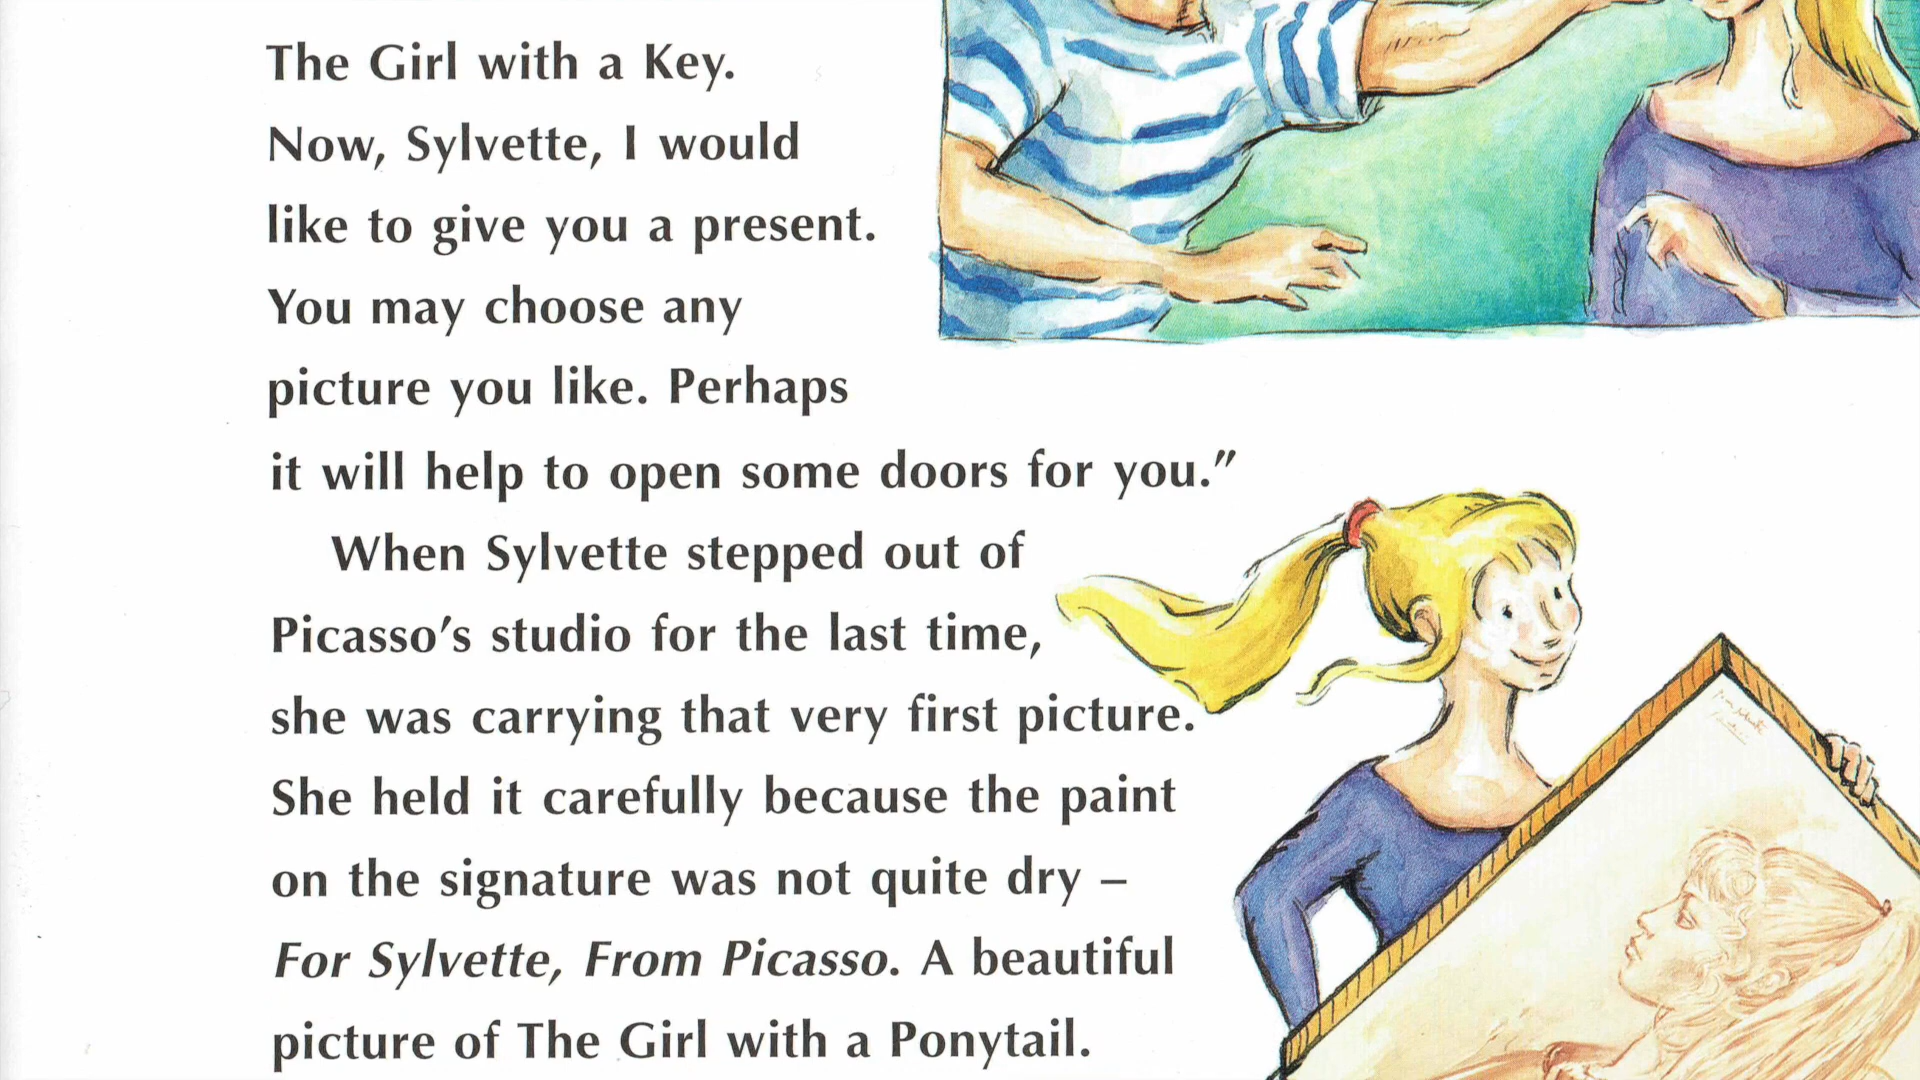 The Girl with a Key.
Now, Sylvette, I would
like to give you a present.
You may choose any
picture you like. Perhaps
it will help to open some doors for you.”
When Sylvette stepped out of
Picasso’s studio for the last time,
she was carrying that very first picture.
She held it carefully because the paint
on the signature was not quite dry –
For Sylvette, From Picasso. A beautiful
picture of The Girl with a Ponytail.